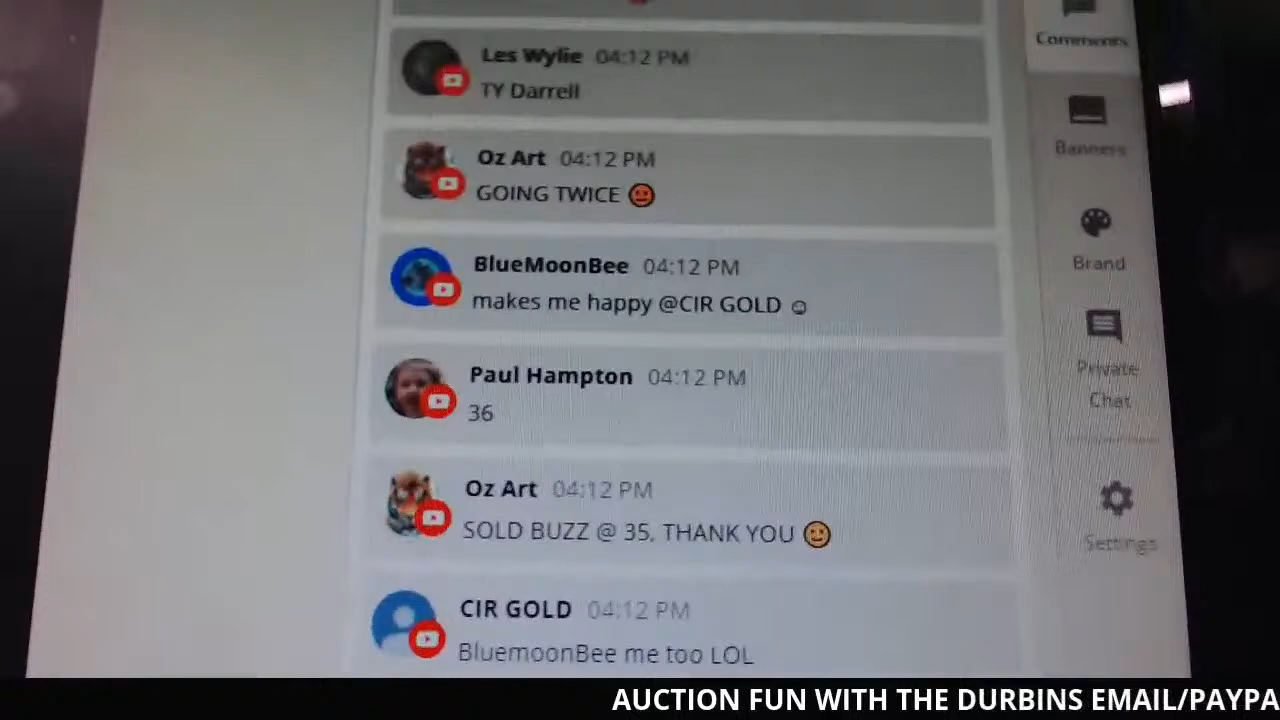 Comments
Les Wylie 04:12 PM
TY Darrell
Banners
Oz Art 04:12 PM
GOING TWICE
Brand
BlueMoonBee 04:12 PM
makes me happy @CIR GOLD ☺
Private
Chat
Paul Hampton 04:12 PM
36
Oz Art 04:12 PM
SOLD BUZZ @ 35, THANK YOU
Settings
CIR GOLD 04:12 PM
BluemoonBee me too LOL
AUCTION FUN WITH THE DURBINS EMAIL/PAYPA